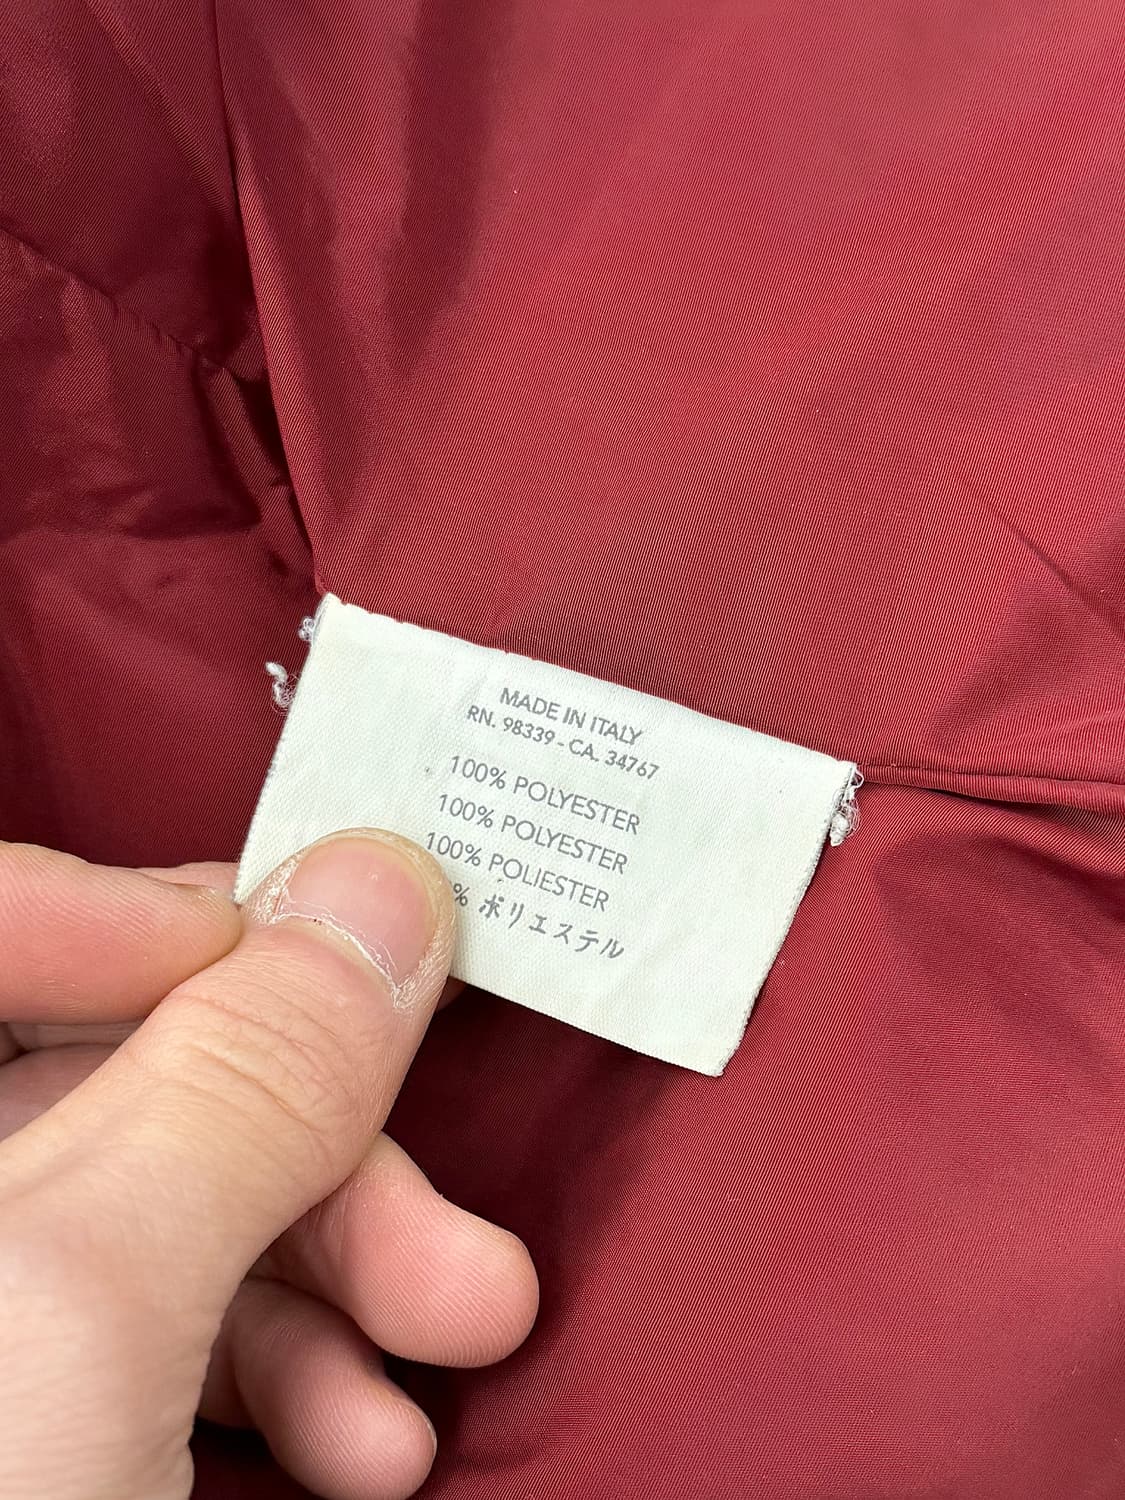 MADE IN ITALY
RN. 98339 - CA. 34767
100% POLYESTER
100% POLYESTER
100% POLIESTER
% ポリエステル